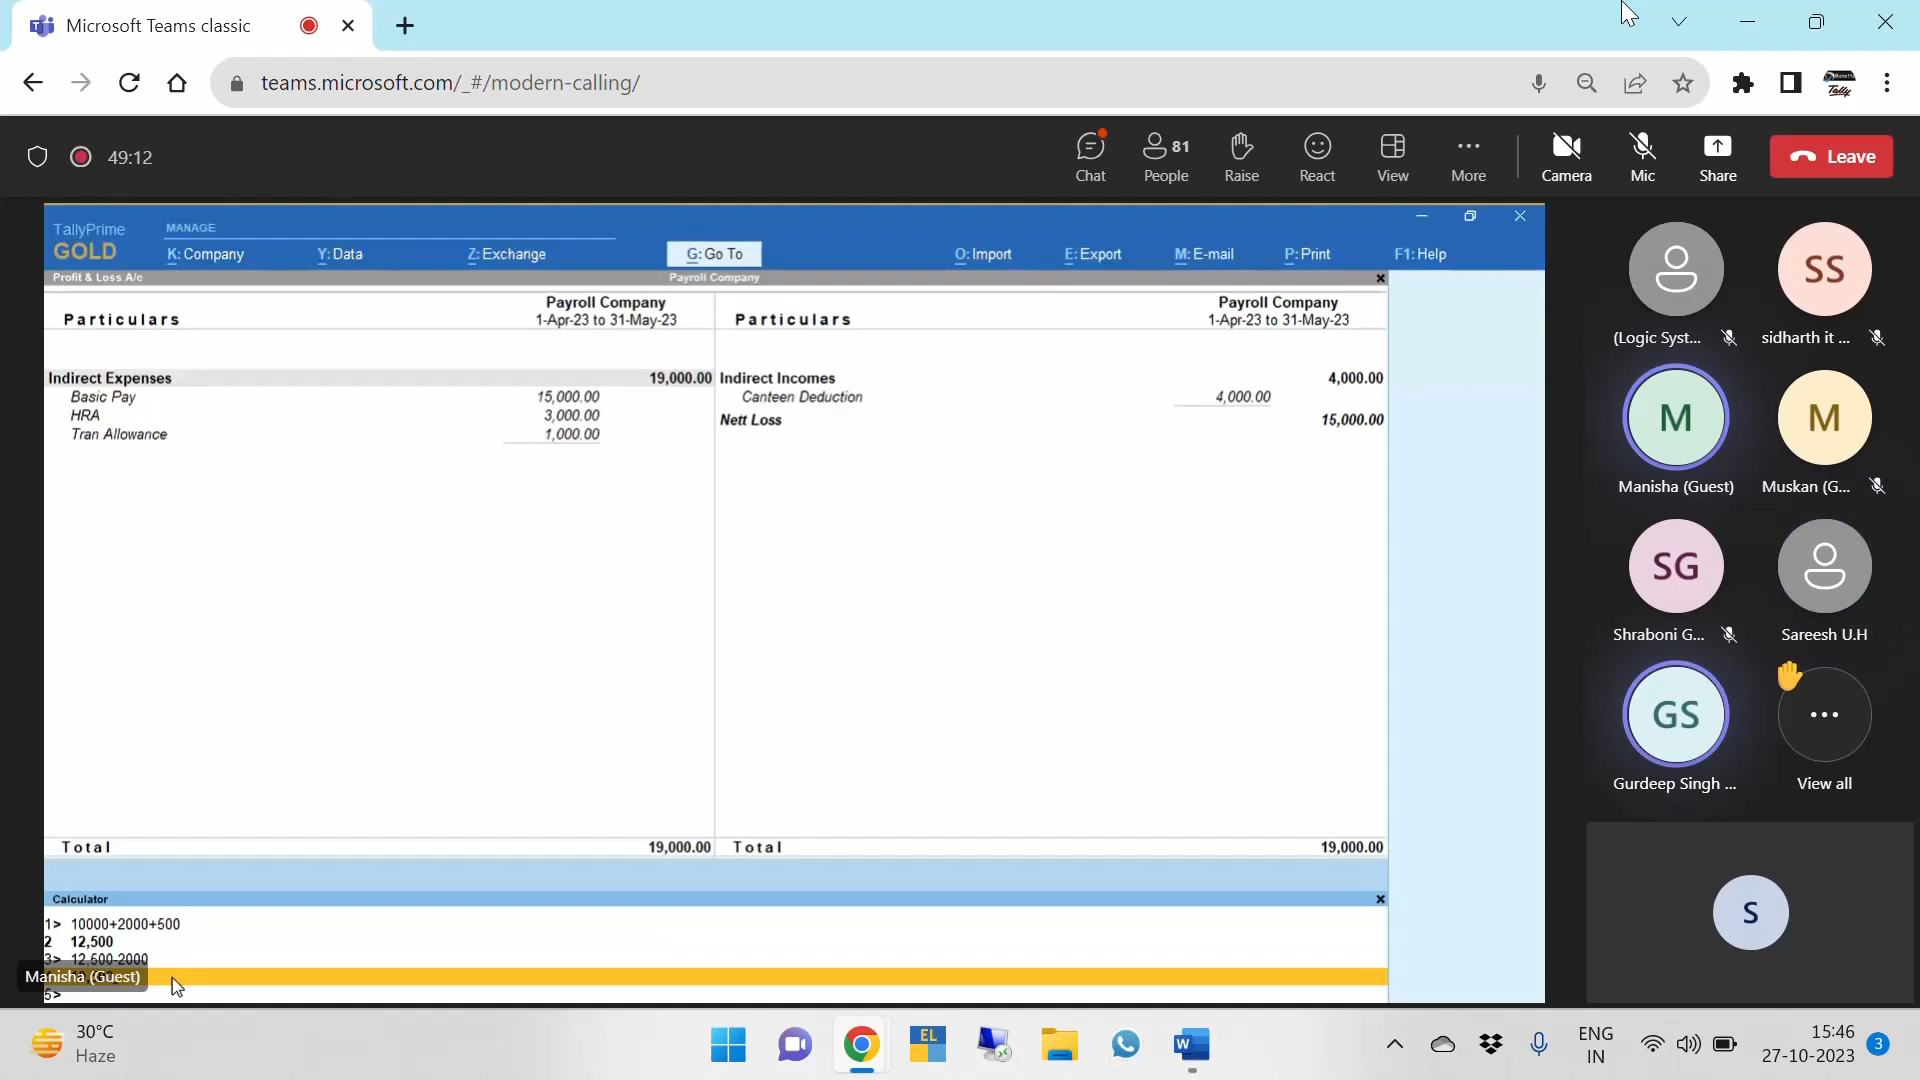 Microsoft Teams classic
teams.microsoft.com/_#/modern-calling/
49:12
Chat
81
People
Raise
React
View
More
Camera
Mic
Share
Leave
TallyPrime
GOLD
MANAGE
K: Company
Y: Data
Z: Exchange
G: Go To
O: Import
E: Export
M: E-mail
P: Print
F1: Help
Profit & Loss A/c
Payroll Company
Particulars
Payroll Company
1-Apr-23 to 31-May-23
Particulars
Payroll Company
1-Apr-23 to 31-May-23
Indirect Expenses 19,000.00
Basic Pay 15,000.00
HRA 3,000.00
Tran Allowance 1,000.00
Indirect Incomes 4,000.00
Canteen Deduction 4,000.00
Nett Loss 15,000.00
Total 19,000.00
Total 19,000.00
Calculator
1> 10000+2000+500
2 12,500
3> 12,500-2000
5>
Manisha (Guest)
(Logic Syst...
SS
sidharth it ...
M
Manisha (Guest)
M
Muskan (G...
SG
Shraboni G...
Sareesh U.H
GS
Gurdeep Singh ...
View all
S
30°C
Haze
EL
W
ENG
IN
15:46
27-10-2023
3